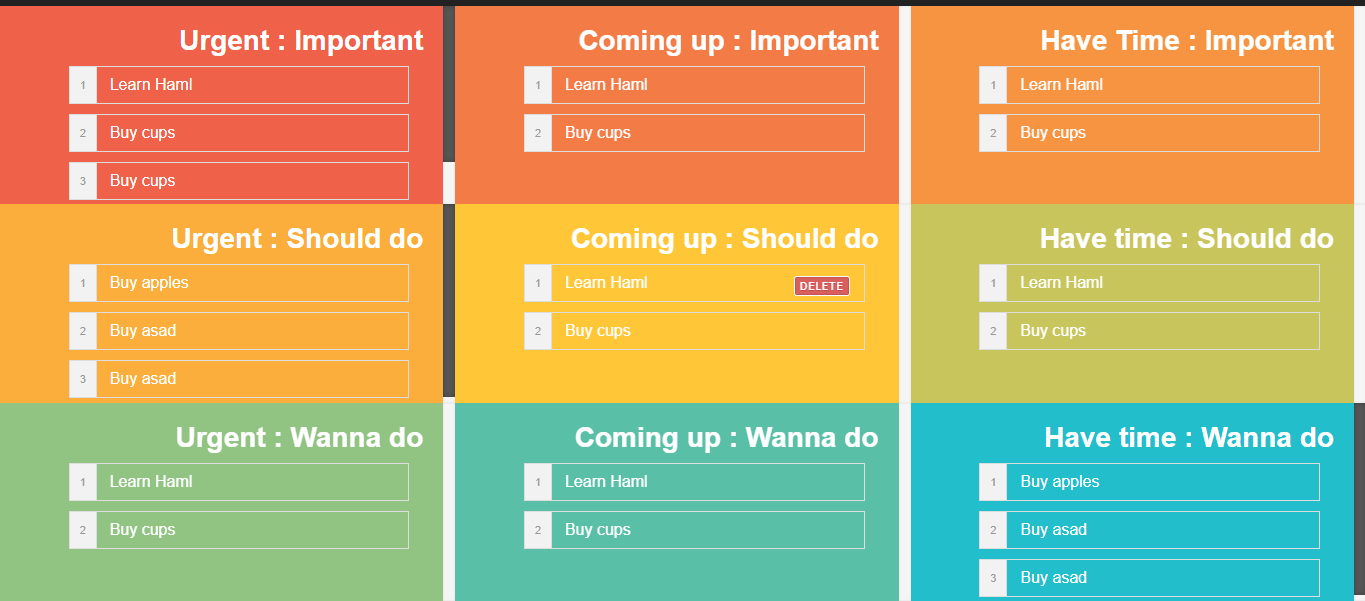 Urgent : Important
1 Learn Haml
2 Buy cups
3 Buy cups
Coming up : Important
1 Learn Haml
2 Buy cups
Have Time : Important
1 Learn Haml
2 Buy cups
Urgent : Should do
1 Buy apples
2 Buy asad
3 Buy asad
Coming up : Should do
1 Learn Haml DELETE
2 Buy cups
Have time : Should do
1 Learn Haml
2 Buy cups
Urgent : Wanna do
1 Learn Haml
2 Buy cups
Coming up : Wanna do
1 Learn Haml
2 Buy cups
Have time : Wanna do
1 Buy apples
2 Buy asad
3 Buy asad